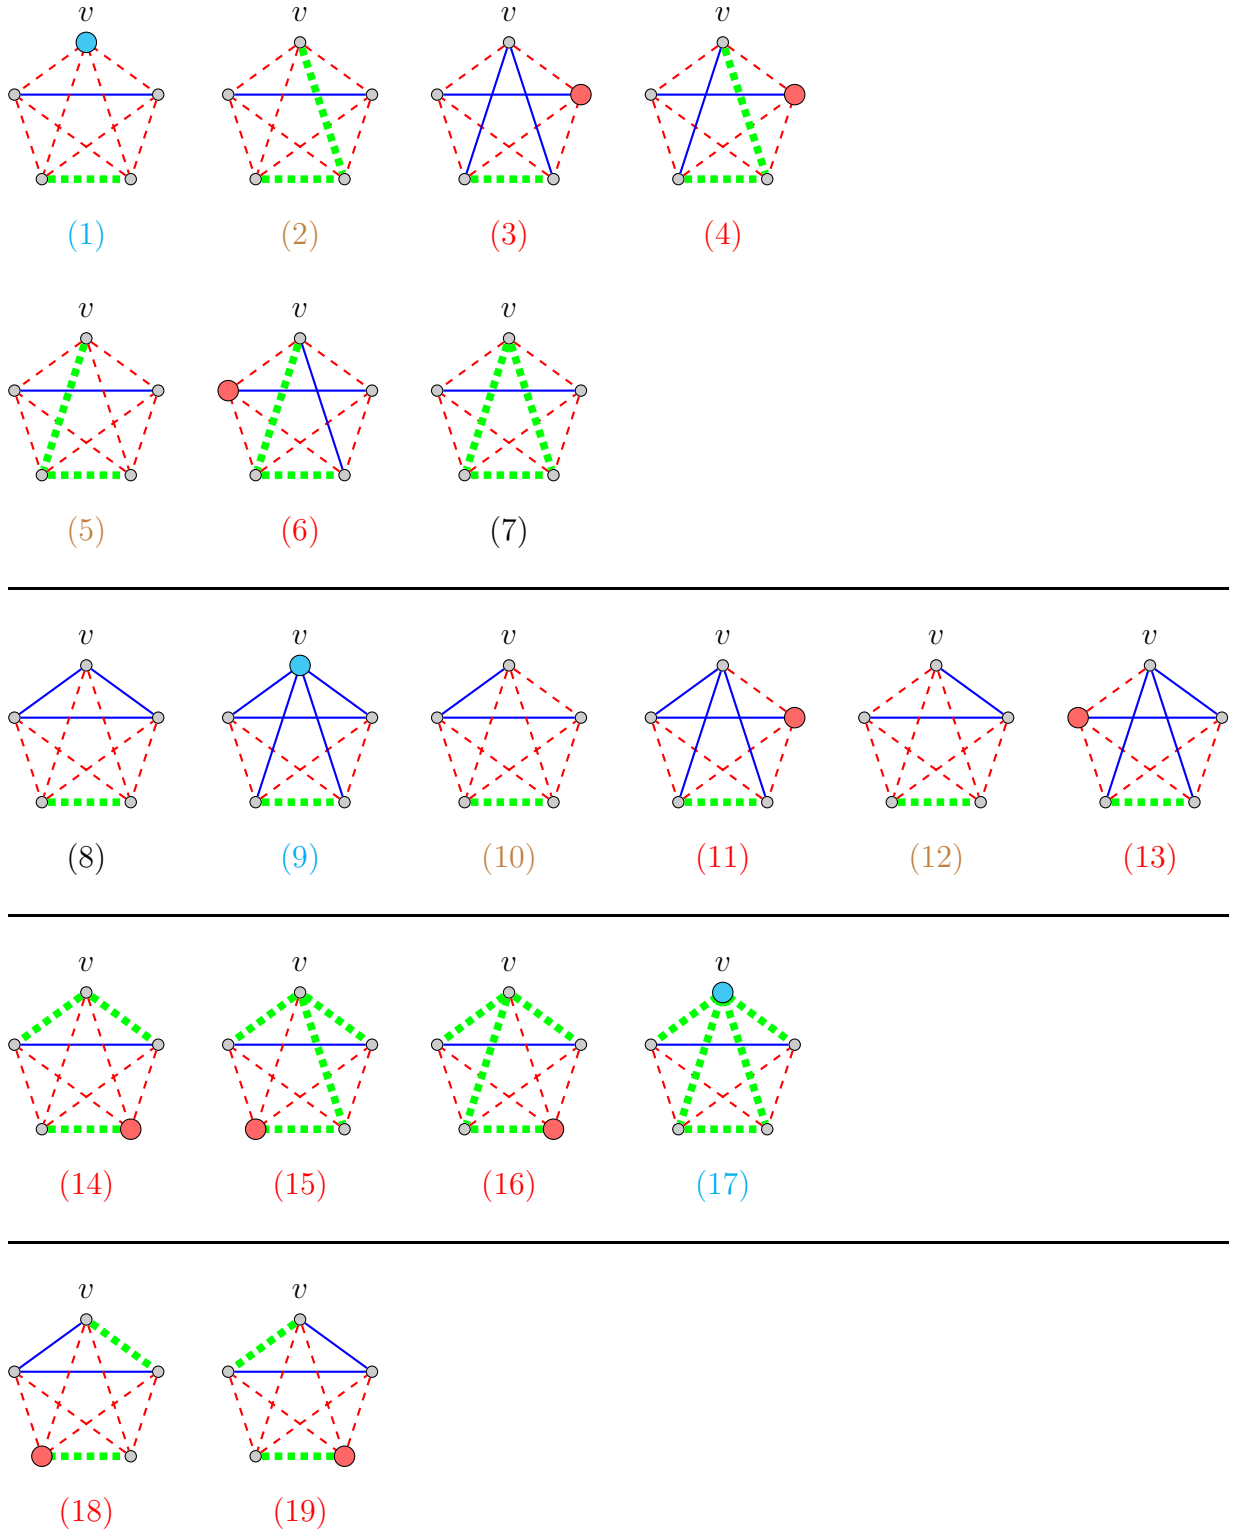 v v v v
(1) (2) (3) (4)
v v v
(5) (6) (7)
v v v v v v
(8) (9) (10) (11) (12) (13)
v v v v
(14) (15) (16) (17)
v v
(18) (19)